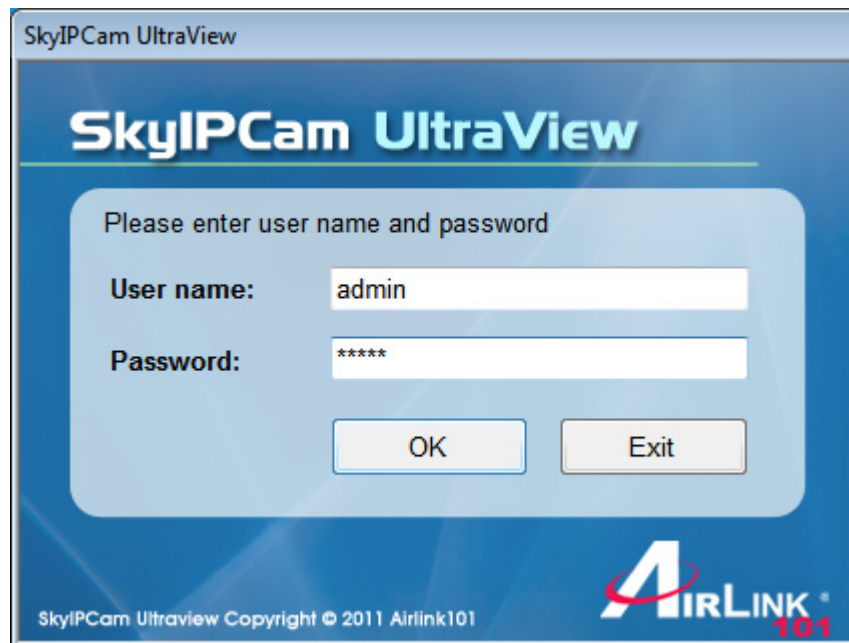 SkyIPCam UltraView
SkyIPCam UltraView
Please enter user name and password
User name: admin
Password: *****
OK Exit
SkyIPCam Ultraview Copyright © 2011 Airlink101
AIRLINK ®
101